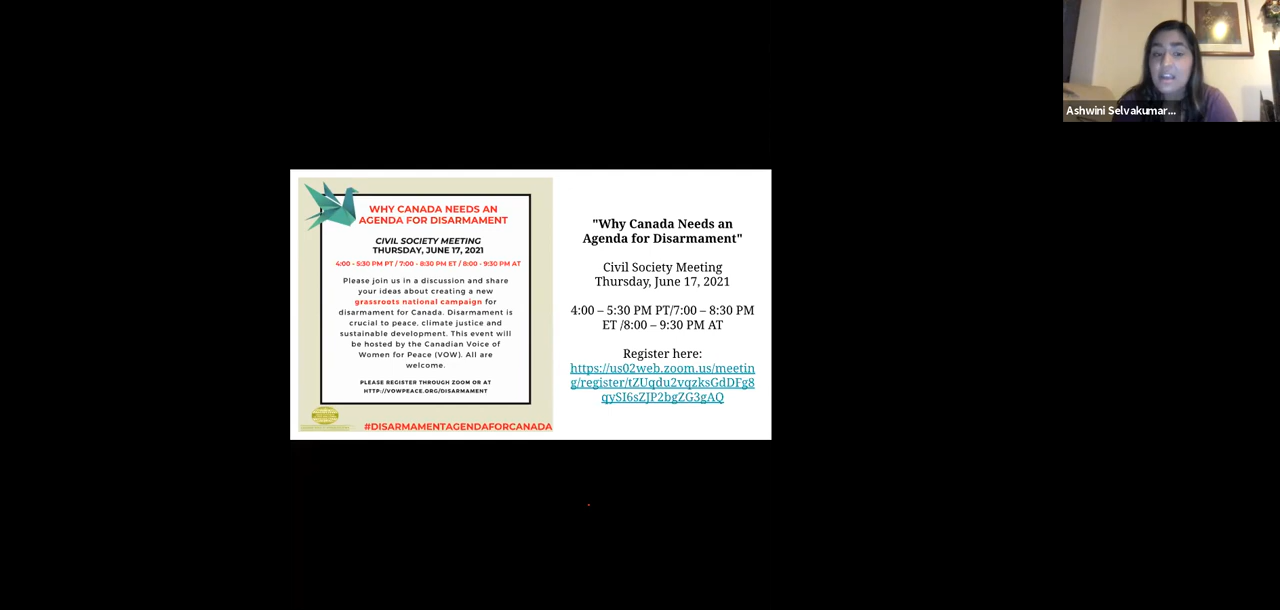 Ashwini Selvakumar...
WHY CANADA NEEDS AN
AGENDA FOR DISARMAMENT
CIVIL SOCIETY MEETING
THURSDAY, JUNE 17, 2021
4:00 - 5:30 PM PT / 7:00 - 8:30 PM ET / 8:00 - 9:30 PM AT
Please join us in a discussion and share
your ideas about creating a new
grassroots national campaign for
disarmament for Canada. Disarmament is
crucial to peace, climate justice and
sustainable development. This event will
be hosted by the Canadian Voice of
Women for Peace (VOW). All are
welcome.
PLEASE REGISTER THROUGH ZOOM OR AT
HTTP://VOWPEACE.ORG/DISARMAMENT
#DISARMAMENTAGENDAFORCANADA
"Why Canada Needs an
Agenda for Disarmament"
Civil Society Meeting
Thursday, June 17, 2021
4:00 – 5:30 PM PT/7:00 – 8:30 PM
ET /8:00 – 9:30 PM AT
Register here:
https://us02web.zoom.us/meetin
g/register/tZUqdu2vqzksGdDFg8
qySI6sZJP2bgZG3gAQ